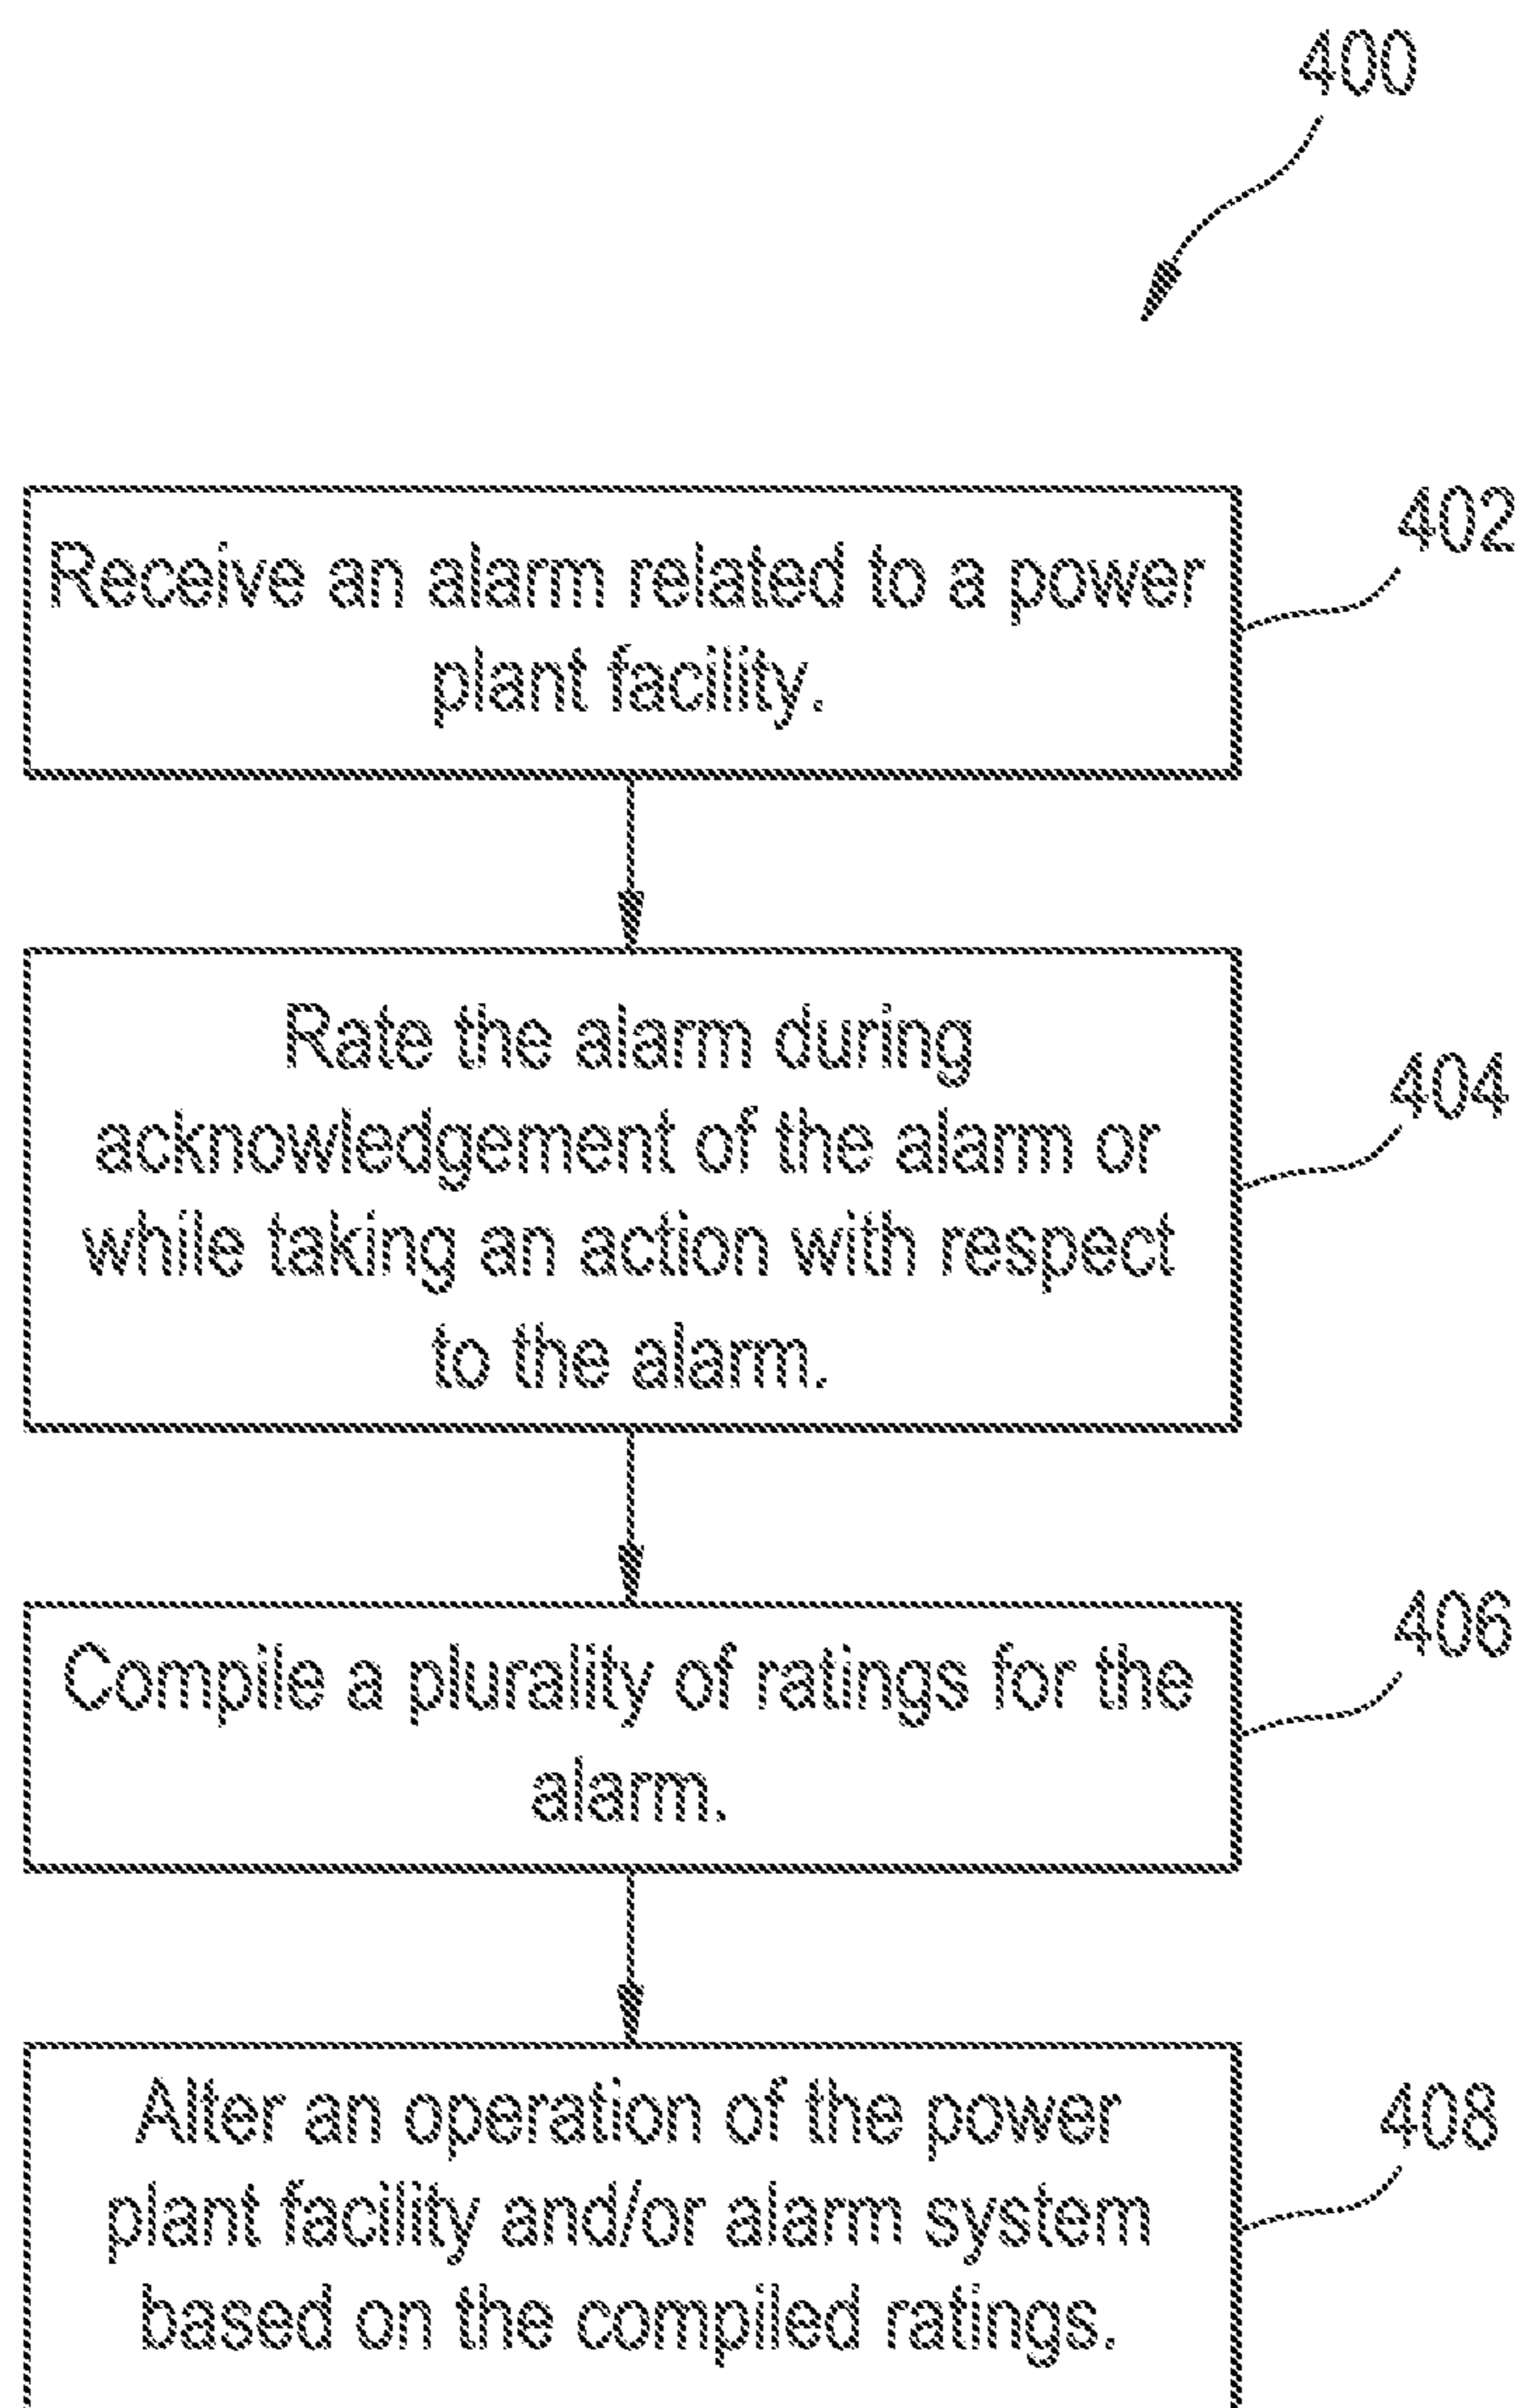 400
402
Receive an alarm related to a power
plant facility.
404
Rate the alarm during
acknowledgement of the alarm or
while taking an action with respect
to the alarm.
406
Compile a plurality of ratings for the
alarm.
408
Alter an operation of the power
plant facility and/or alarm system
based on the compiled ratings.